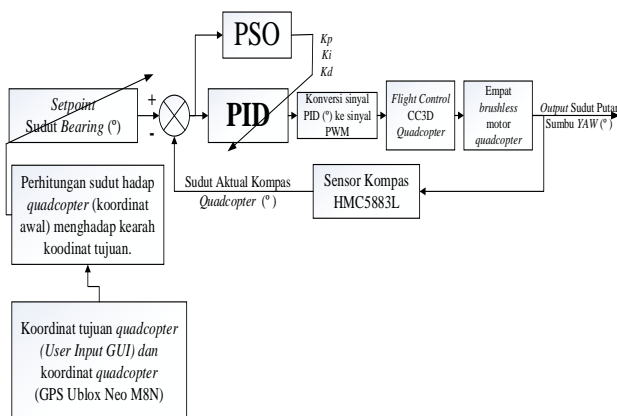 PSO
Kp
Ki
Kd
Setpoint
Sudut Bearing (º)
+
-
PID
Konversi sinyal
PID (º) ke sinyal
PWM
Flight Control
CC3D
Quadcopter
Empat
brushless
motor
quadcopter
Output Sudut Putar
Sumbu YAW (º)
Perhitungan sudut hadap
quadcopter (koordinat
awal) menghadap kearah
koodinat tujuan.
Sudut Aktual Kompas
Quadcopter (º)
Sensor Kompas
HMC5883L
Koordinat tujuan quadcopter
(User Input GUI) dan
koordinat quadcopter
(GPS Ublox Neo M8N)